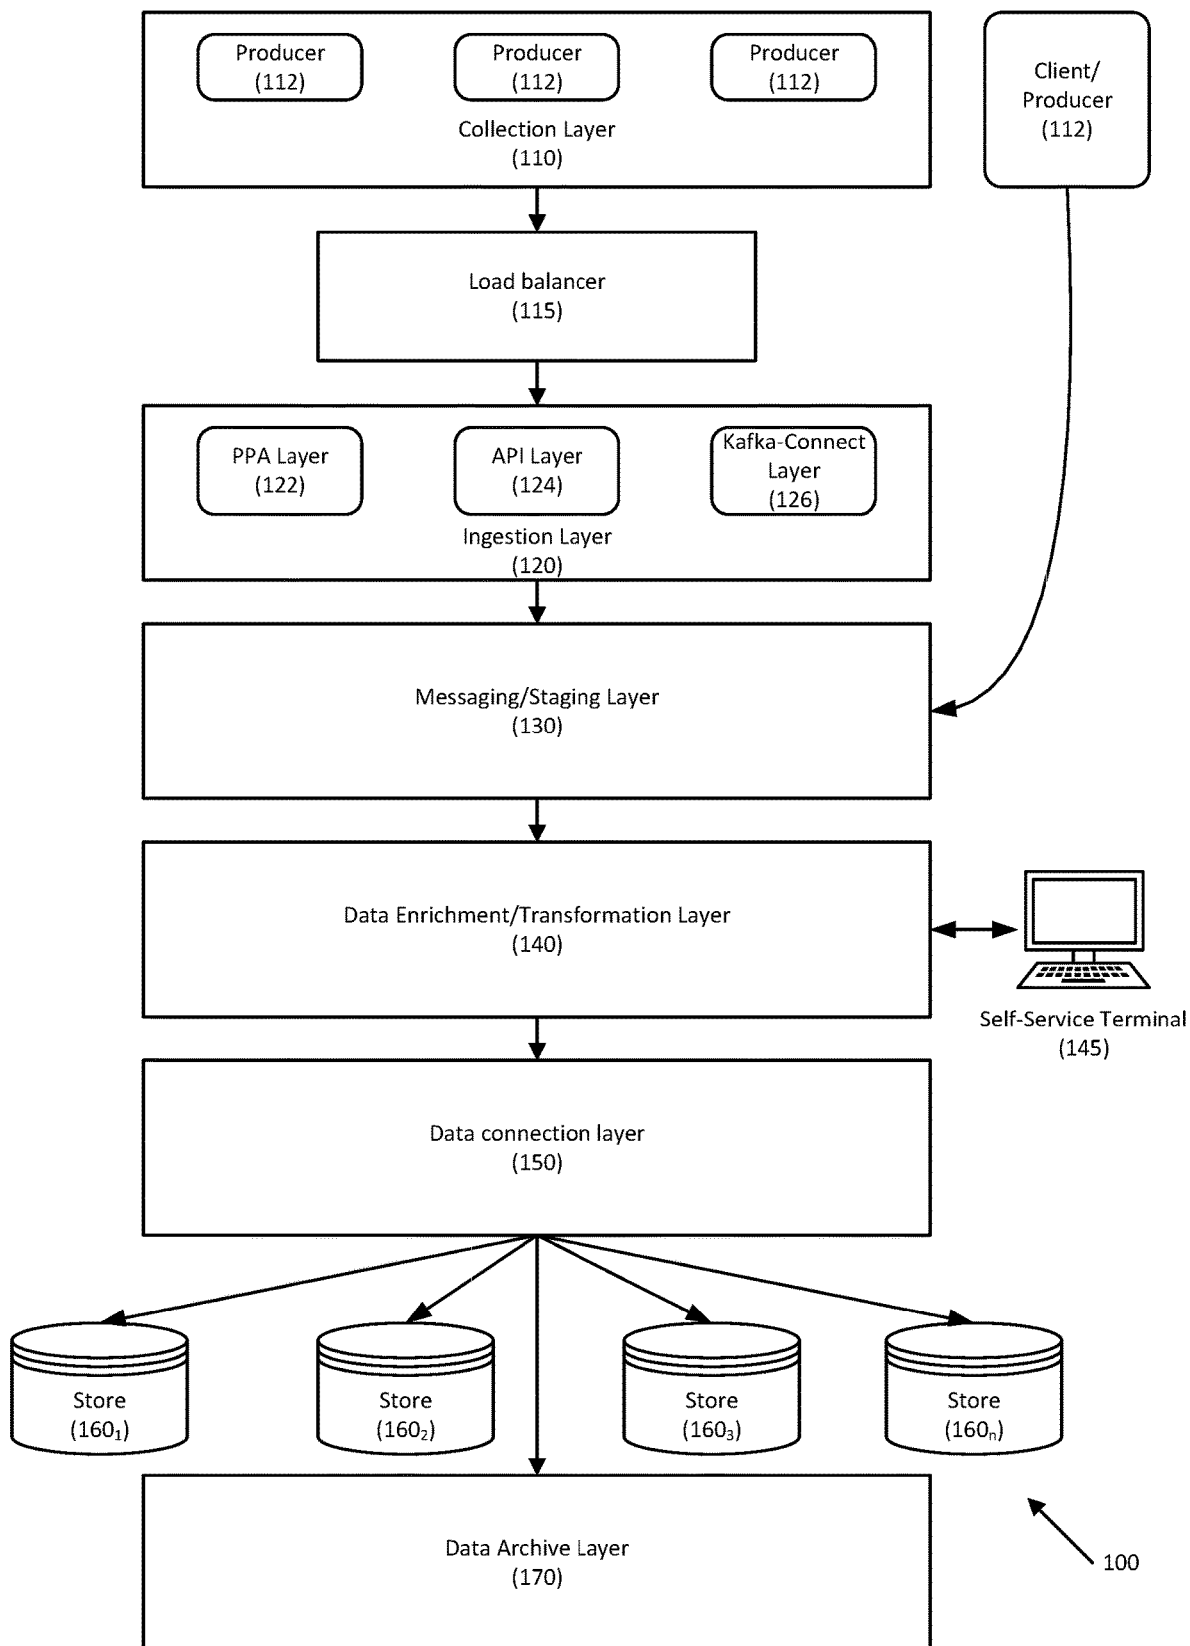 Producer
(112)
Producer
(112)
Producer
(112)
Collection Layer
(110)
Client/
Producer
(112)
Load balancer
(115)
PPA Layer
(122)
API Layer
(124)
Kafka-Connect
Layer
(126)
Ingestion Layer
(120)
Messaging/Staging Layer
(130)
Data Enrichment/Transformation Layer
(140)
Self-Service Terminal
(145)
Data connection layer
(150)
Store
(160₁)
Store
(160₂)
Store
(160₃)
Store
(160ₙ)
Data Archive Layer
(170)
100